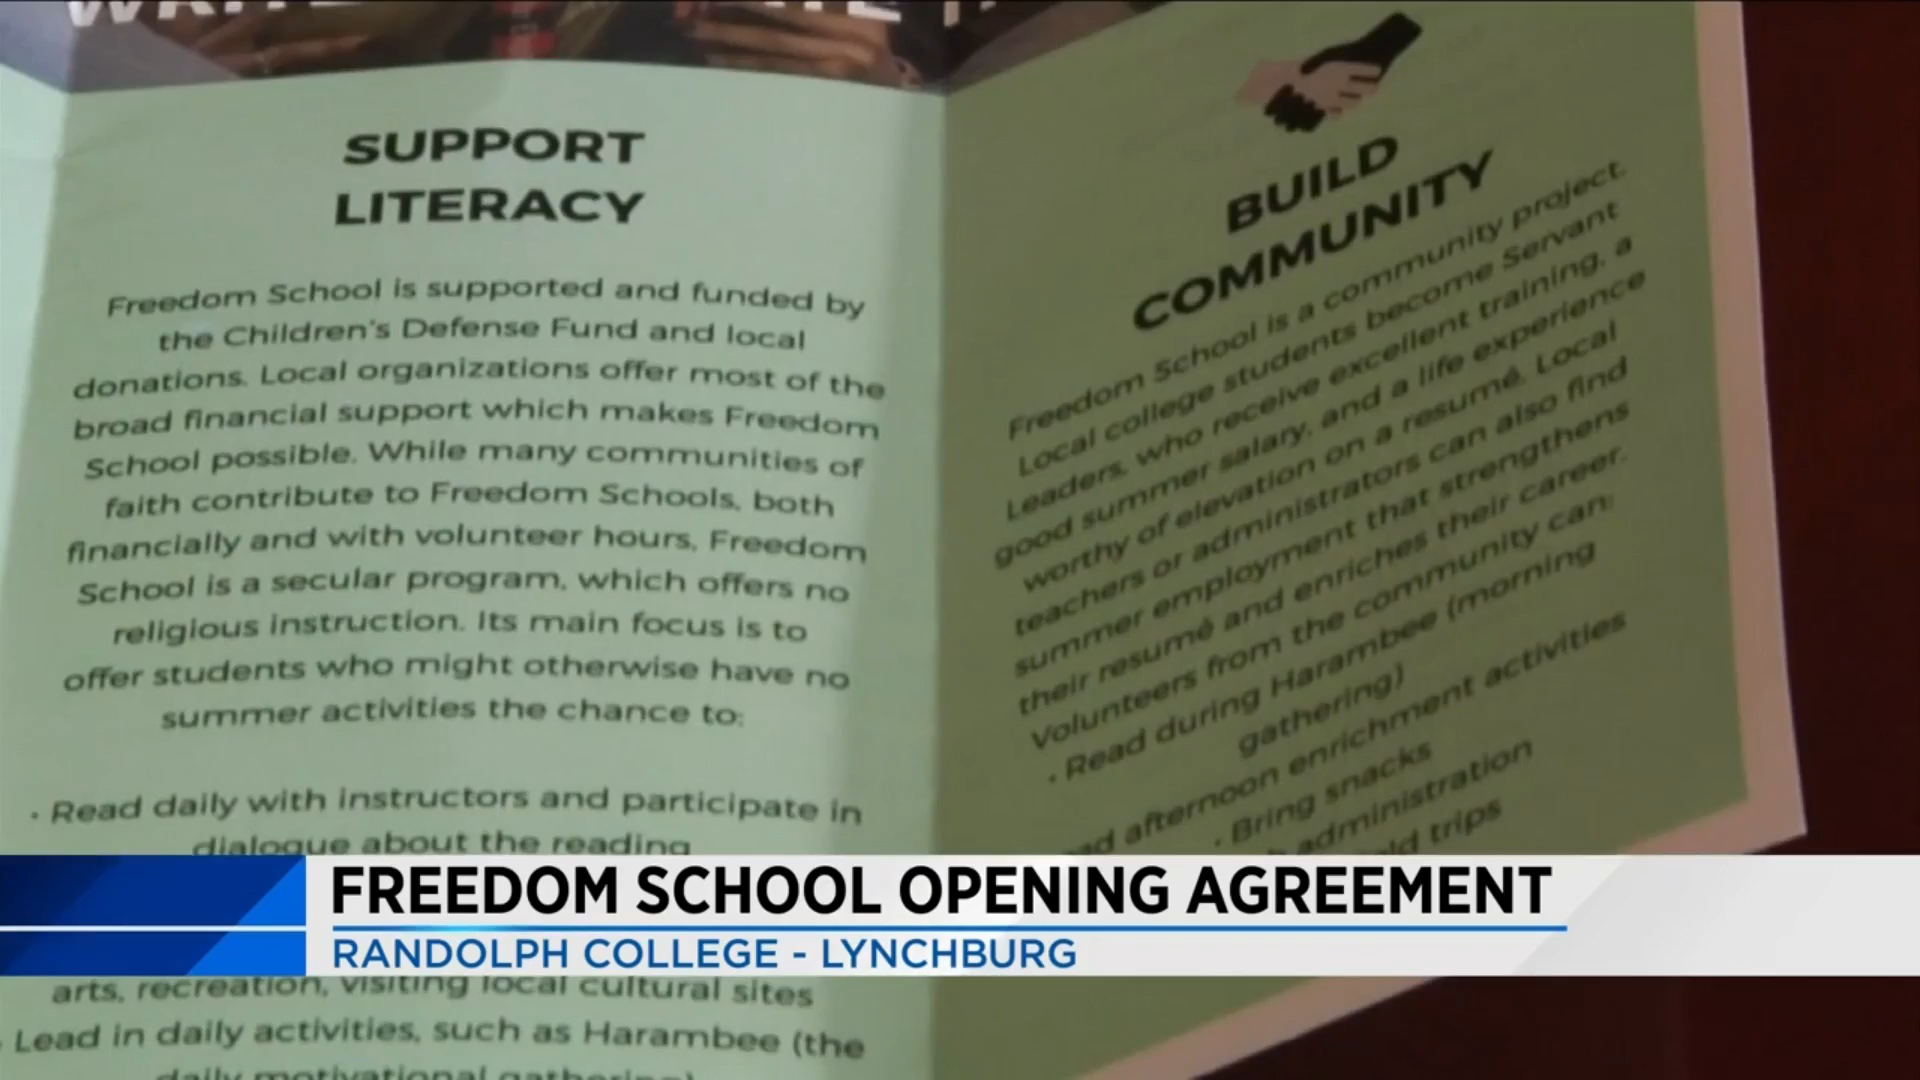 SUPPORT
LITERACY
Freedom School is supported and funded by
the Children's Defense Fund and local
donations. Local organizations offer most of the
broad financial support which makes Freedom
School possible. While many communities of
faith contribute to Freedom Schools, both
financially and with volunteer hours, Freedom
School is a secular program, which offers no
religious instruction. Its main focus is to
offer students who might otherwise have no
summer activities the chance to:
• Read daily with instructors and participate in
dialogue about the reading
arts, recreation, visiting local cultural sites
• Lead in daily activities, such as Harambee (the
daily motivational gathering)
BUILD
COMMUNITY
Freedom School is a community project.
Local college students become Servant
Leaders, who receive excellent training, a
good summer salary, and a life experience
worthy of elevation on a resumé. Local
teachers or administrators can also find
summer employment that strengthens
their resumé and enriches their career.
Volunteers from the community can:
• Read during Harambee (morning
gathering)
afternoon enrichment activities
• Bring snacks
administration
trips
FREEDOM SCHOOL OPENING AGREEMENT
RANDOLPH COLLEGE - LYNCHBURG